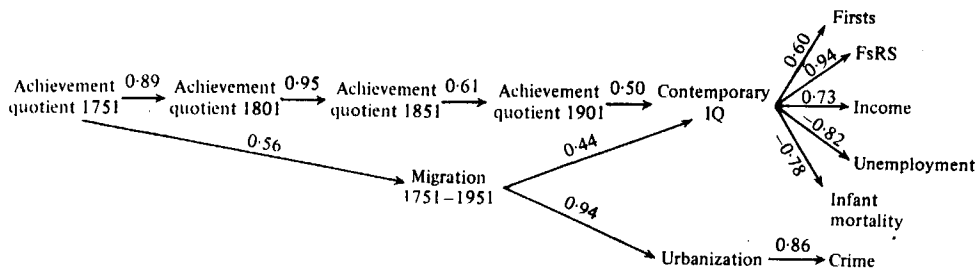 Firsts
0·60
FsRS
0·94
Achievement 0·89 Achievement 0·95 Achievement 0·61 Achievement 0·50 Contemporary 0·73 Income
quotient 1751 quotient 1801 quotient 1851 quotient 1901 IQ
−0·82
−0·78
Unemployment
0·56
0·44
Migration
1751−1951
Infant
mortality
0·94
Urbanization 0·86 Crime